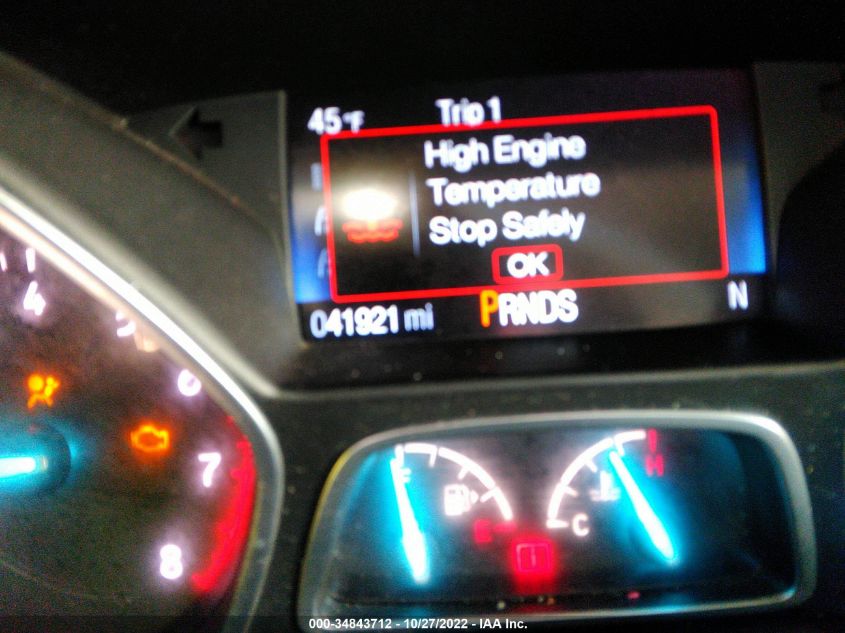 45°F Trip 1
High Engine
Temperature
Stop Safely
OK
041921 mi PRNDS N
4
5
6
7
8
F
E
C
H
000-34843712 - 10/27/2022 - IAA Inc.